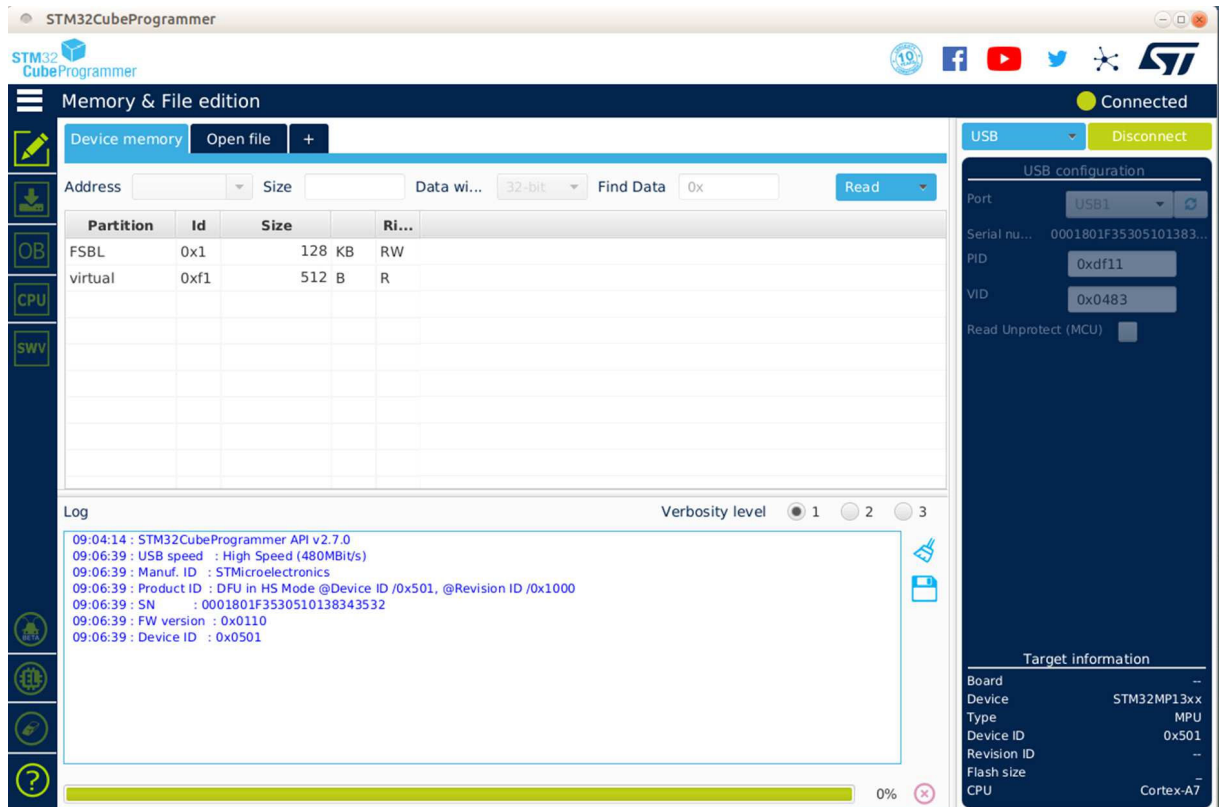 STM32CubeProgrammer
STM32
CubeProgrammer
10
Memory & File edition
Connected
Device memory Open file +
USB Disconnect
Address Size Data wi... 32-bit Find Data 0x Read
USB configuration
Port USB1
Serial nu... 0001801F35305101383...
PID 0xdf11
VID 0x0483
Read Unprotect (MCU)
Partition Id Size Ri...
FSBL 0x1 128 KB RW
virtual 0xf1 512 B R
OB
CPU
SWV
Log Verbosity level 1 2 3
09:04:14 : STM32CubeProgrammer API v2.7.0
09:06:39 : USB speed : High Speed (480MBit/s)
09:06:39 : Manuf. ID : STMicroelectronics
09:06:39 : Product ID : DFU in HS Mode @Device ID /0x501, @Revision ID /0x1000
09:06:39 : SN : 0001801F3530510138343532
09:06:39 : FW version : 0x0110
09:06:39 : Device ID : 0x0501
BETA
Target information
Board --
Device STM32MP13xx
Type MPU
Device ID 0x501
Revision ID --
Flash size _
CPU Cortex-A7
0%